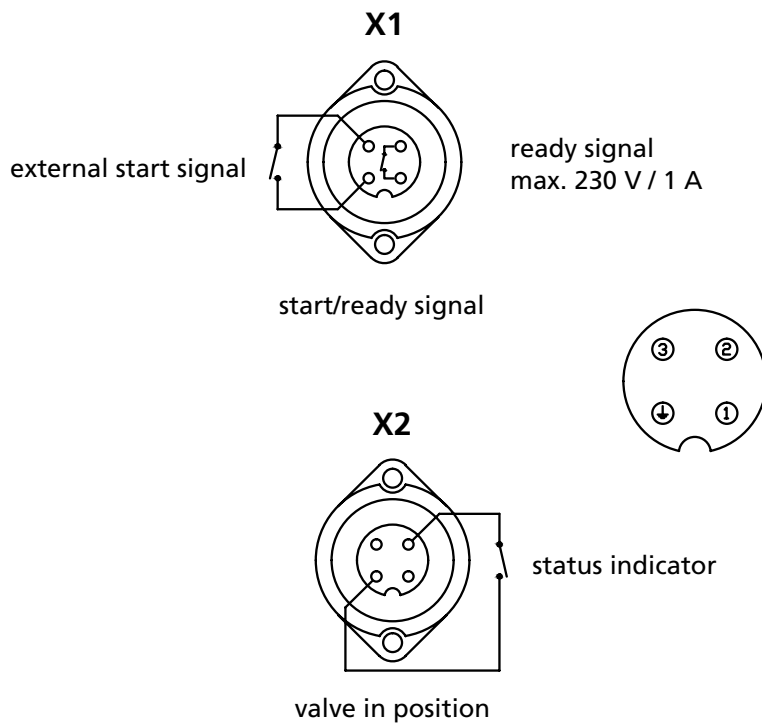 X1
external start signal
ready signal
max. 230 V / 1 A
start/ready signal
3 2
1
X2
status indicator
valve in position